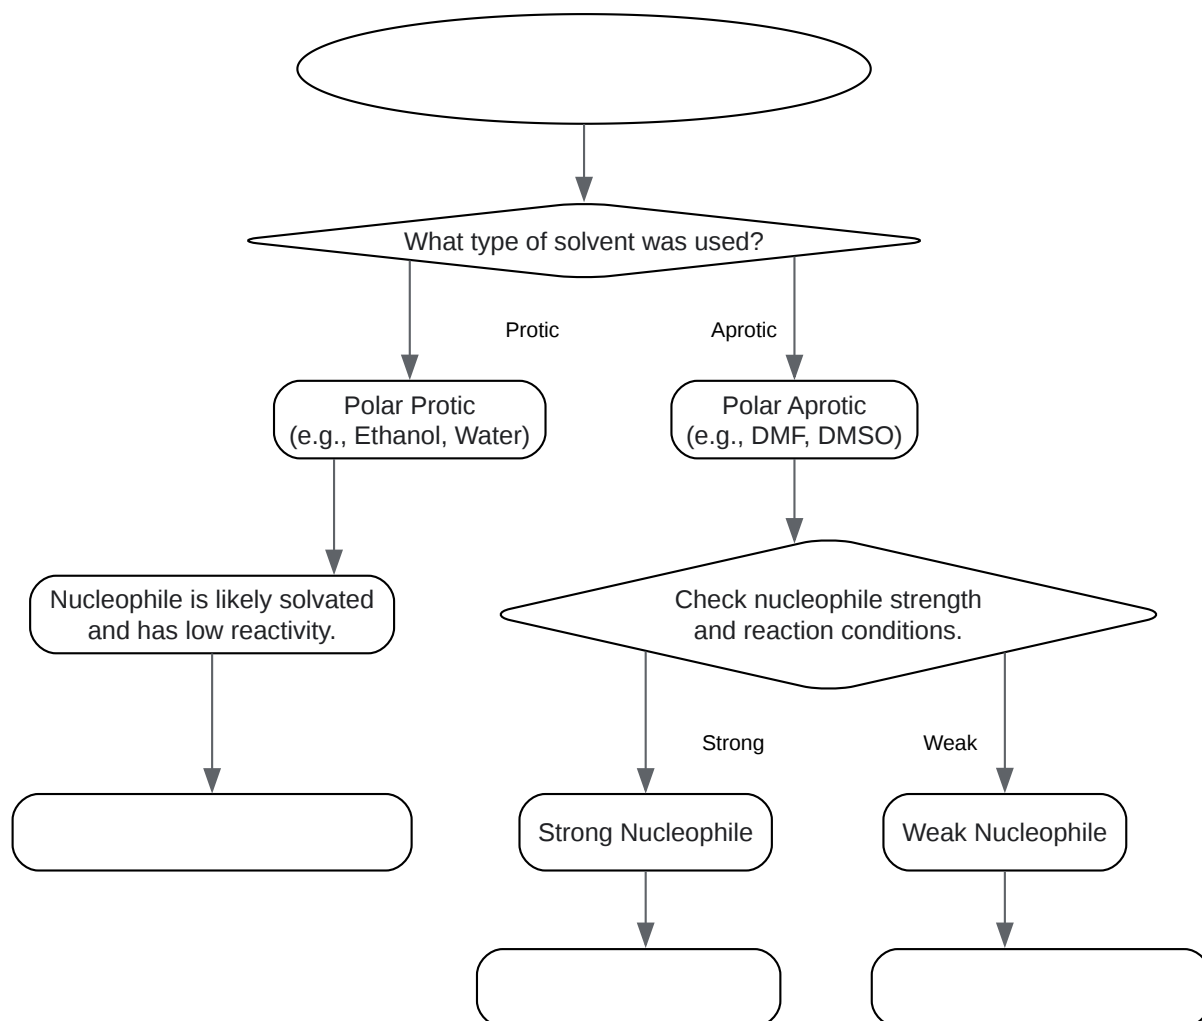 What type of solvent was used?
Protic
Aprotic
Polar Protic
(e.g., Ethanol, Water)
Polar Aprotic
(e.g., DMF, DMSO)
Nucleophile is likely solvated
and has low reactivity.
Check nucleophile strength
and reaction conditions.
Strong
Weak
Strong Nucleophile
Weak Nucleophile